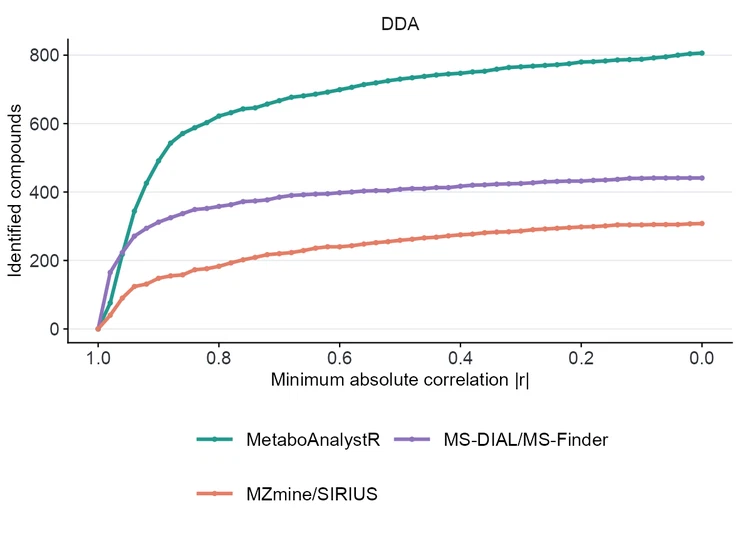 DDA
800
600
400
200
0
Identified compounds
1.0 0.8 0.6 0.4 0.2 0.0
Minimum absolute correlation |r|
MetaboAnalystR MS-DIAL/MS-Finder
MZmine/SIRIUS